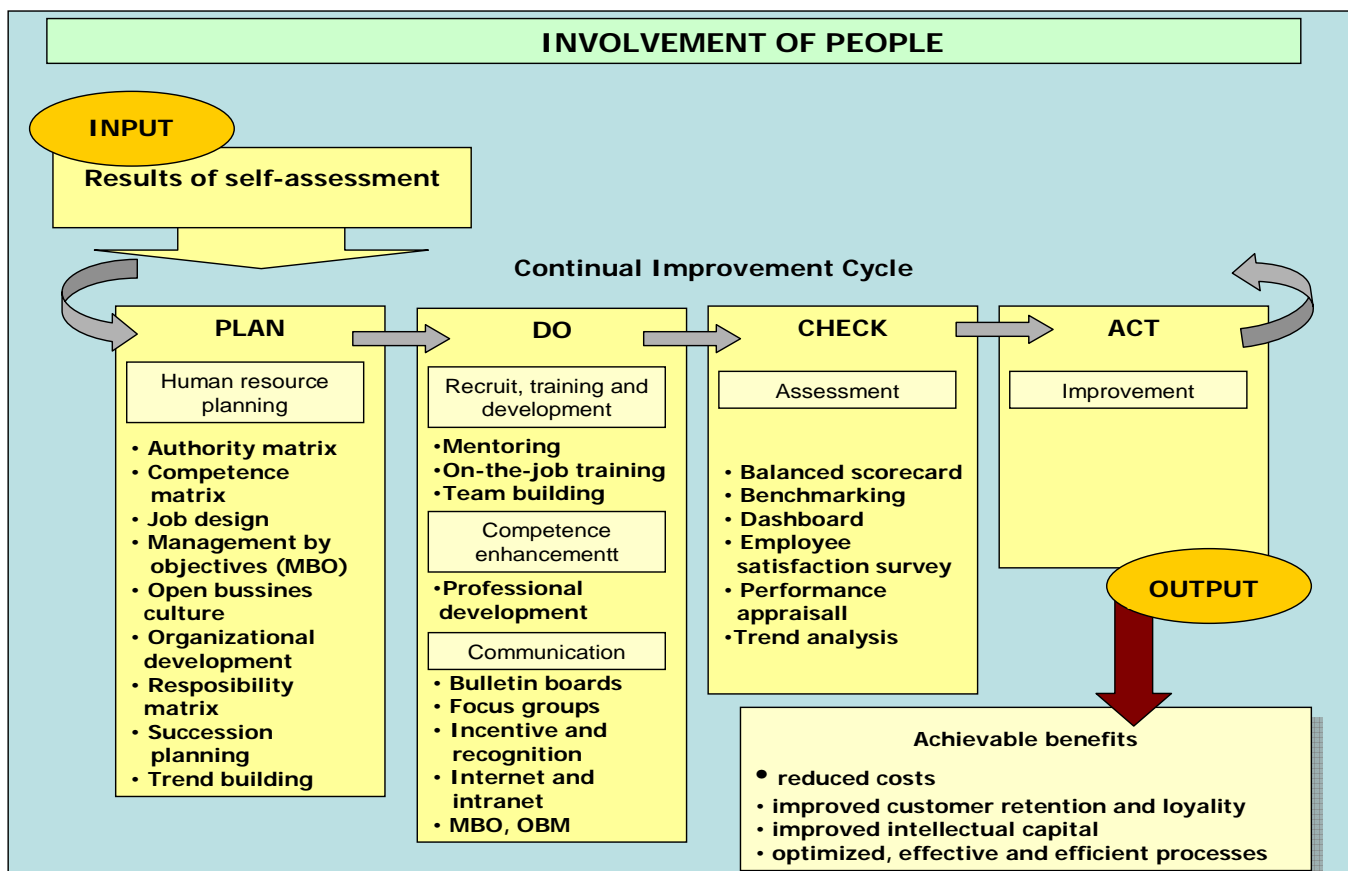 INVOLVEMENT OF PEOPLE
INPUT
Results of self-assessment
Continual Improvement Cycle
PLAN
Human resource
planning
• Authority matrix
• Competence
matrix
• Job design
• Management by
objectives (MBO)
• Open bussines
culture
• Organizational
development
• Resposibility
matrix
• Succession
planning
• Trend building
DO
Recruit, training and
development
•Mentoring
•On-the-job training
•Team building
Competence
enhancementt
•Professional
development
Communication
• Bulletin boards
• Focus groups
• Incentive and
recognition
• Internet and
intranet
• MBO, OBM
CHECK
Assessment
• Balanced scorecard
• Benchmarking
• Dashboard
• Employee
satisfaction survey
• Performance
appraisall
•Trend analysis
ACT
Improvement
OUTPUT
Achievable benefits
• reduced costs
• improved customer retention and loyality
• improved intellectual capital
• optimized, effective and efficient processes